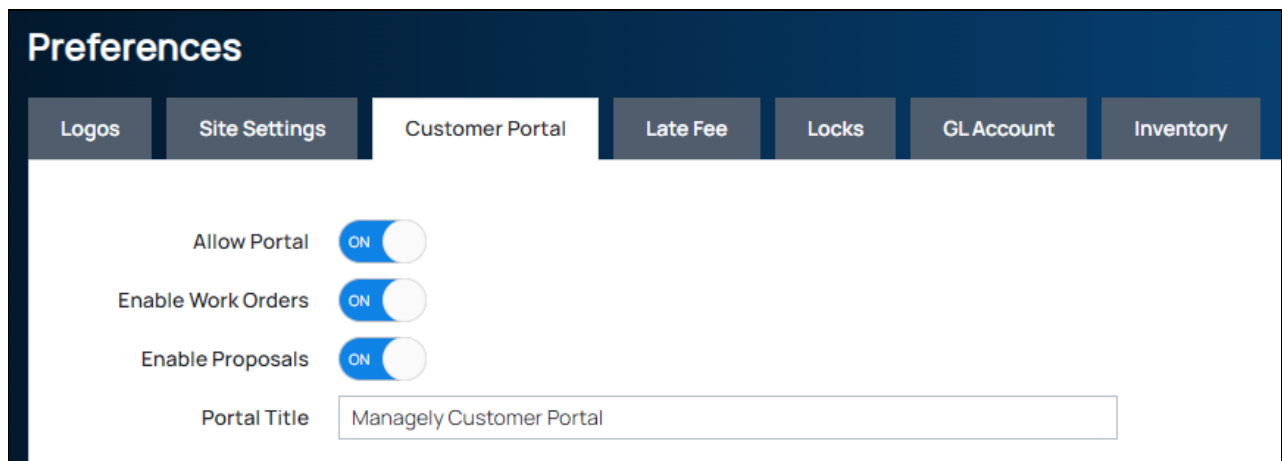 Preferences
Logos Site Settings Customer Portal Late Fee Locks GL Account Inventory
Allow Portal ON
Enable Work Orders ON
Enable Proposals ON
Portal Title Managely Customer Portal